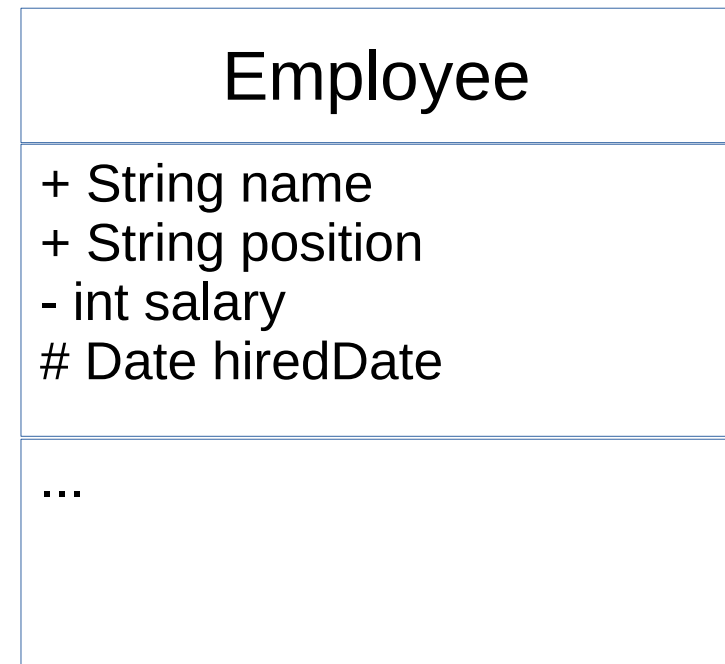 Employee
+ String name
+ String position
- int salary
# Date hiredDate
...